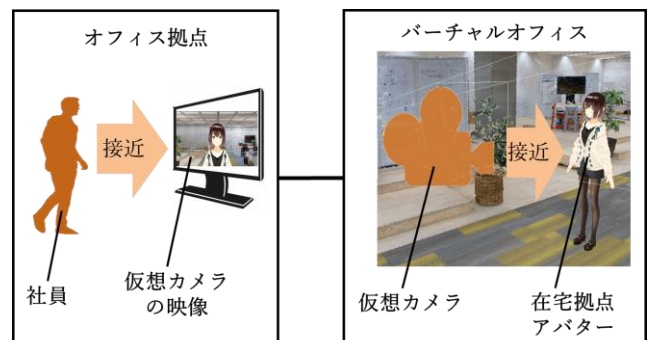 オフィス拠点
接近
社員
仮想カメラ
の映像
バーチャルオフィス
接近
仮想カメラ
在宅拠点
アバター